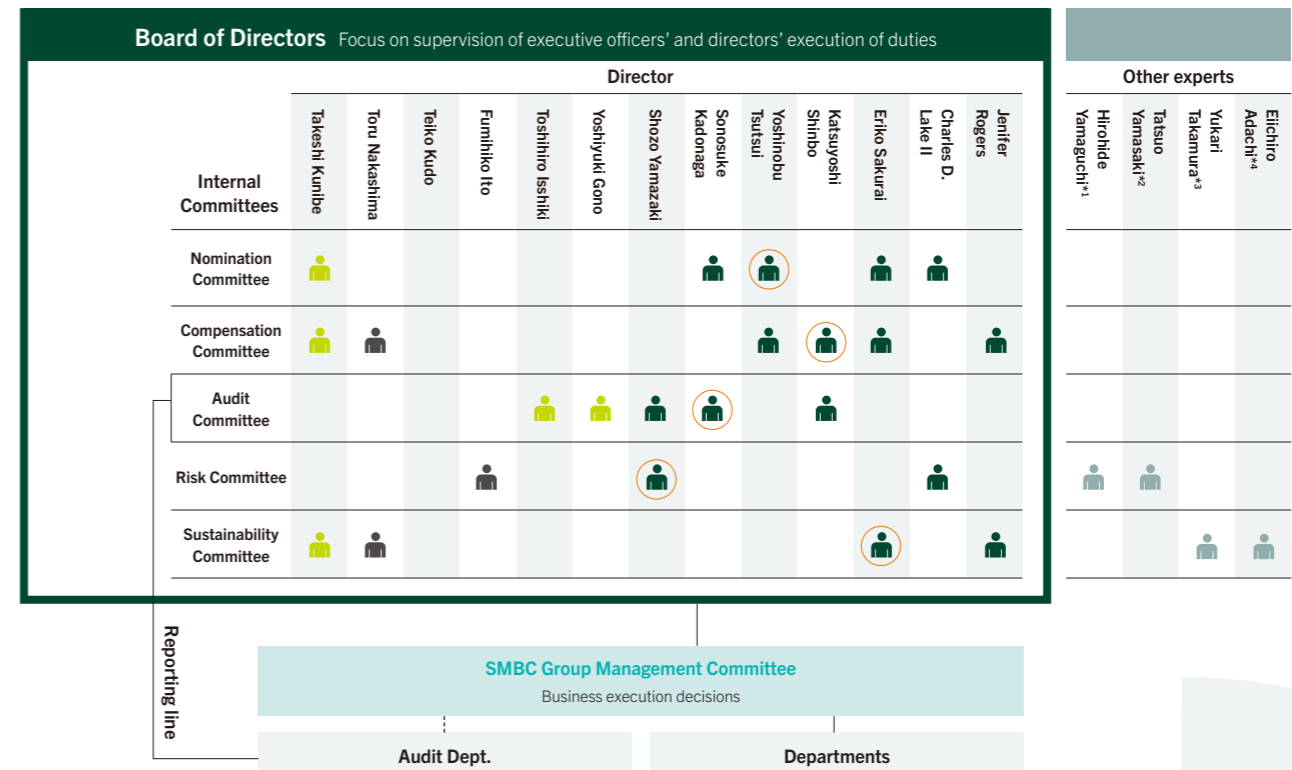 Board of Directors Focus on supervision of executive officers' and directors' execution of duties
Director
Other experts
Internal
Committees
Takeshi Kunibe
Toru Nakashima
Teiko Kudo
Fumihiko Ito
Toshihiro Isshiki
Yoshiyuki Gono
Shozo Yamazaki
Sonosuke
Kadonaga
Yoshinobu
Tsutsui
Katsuyoshi
Shinbo
Eriko Sakurai
Charles D.
Lake II
Jenifer
Rogers
Hirohide
Yamaguchi*1
Tatsuo
Yamasaki*2
Yukari
Takamura*3
Eiichiro
Adachi*4
Nomination
Committee
Compensation
Committee
Audit
Committee
Risk Committee
Sustainability
Committee
Reporting line
SMBC Group Management Committee
Business execution decisions
Audit Dept.
Departments